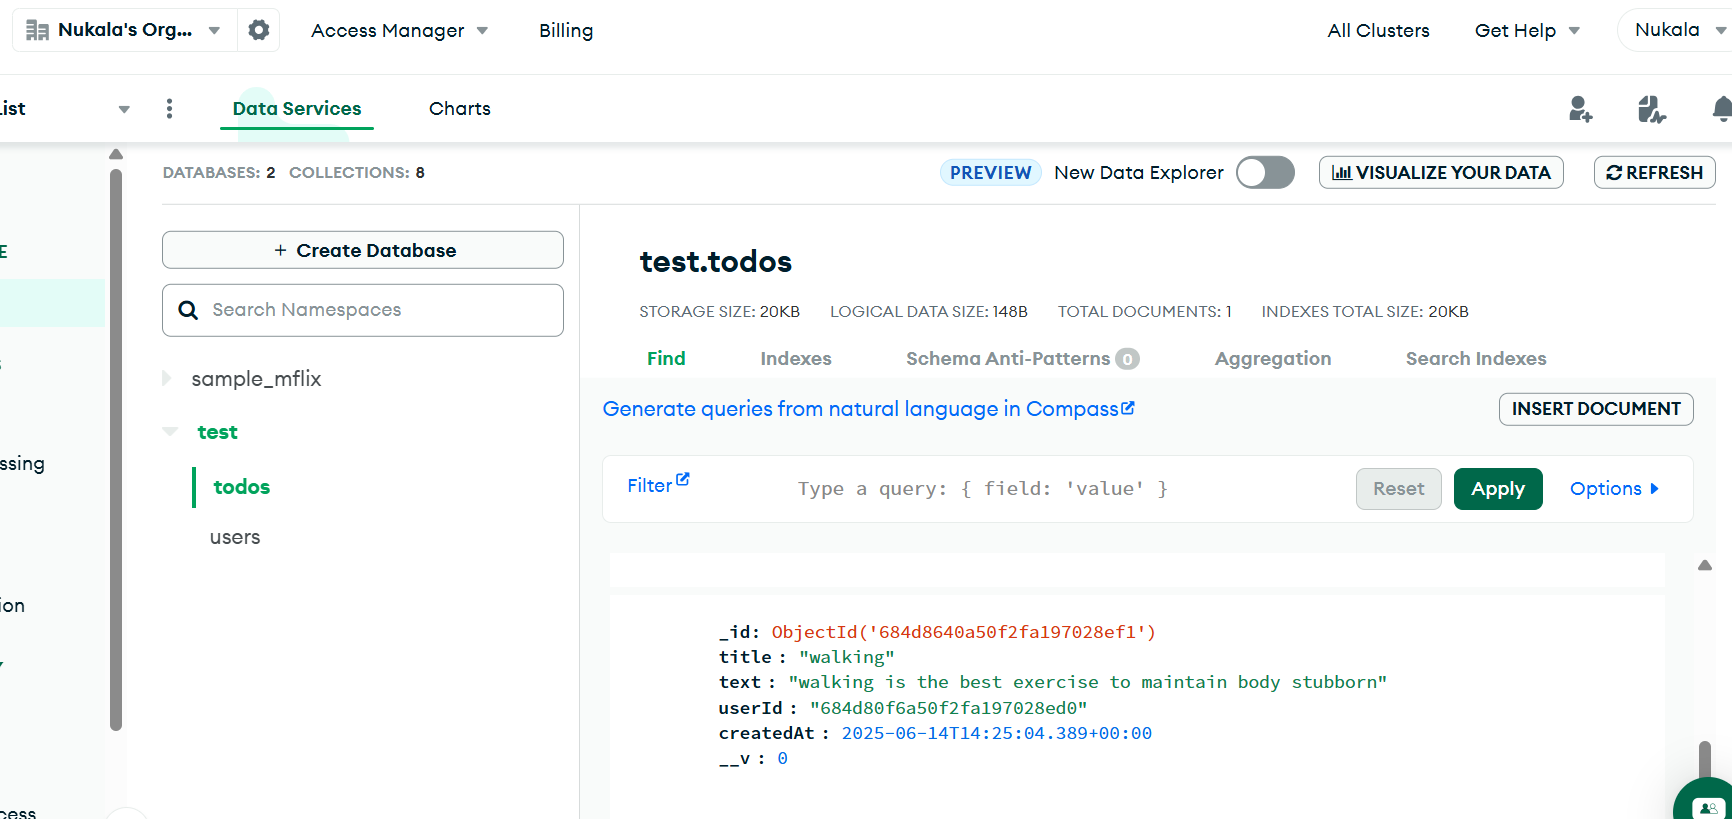 Nukala's Org...
Access Manager
Billing
All Clusters
Get Help
Nukala
Data Services
Charts
DATABASES: 2 COLLECTIONS: 8
PREVIEW New Data Explorer
VISUALIZE YOUR DATA
REFRESH
+ Create Database
Search Namespaces
sample_mflix
test
todos
users
test.todos
STORAGE SIZE: 20KB LOGICAL DATA SIZE: 148B TOTAL DOCUMENTS: 1 INDEXES TOTAL SIZE: 20KB
Find Indexes Schema Anti-Patterns 0 Aggregation Search Indexes
Generate queries from natural language in Compass
INSERT DOCUMENT
Filter
Type a query: { field: 'value' }
Reset
Apply
Options
_id: ObjectId('684d8640a50f2fa197028ef1')
title : "walking"
text : "walking is the best exercise to maintain body stubborn"
userId : "684d80f6a50f2fa197028ed0"
createdAt : 2025-06-14T14:25:04.389+00:00
__v : 0